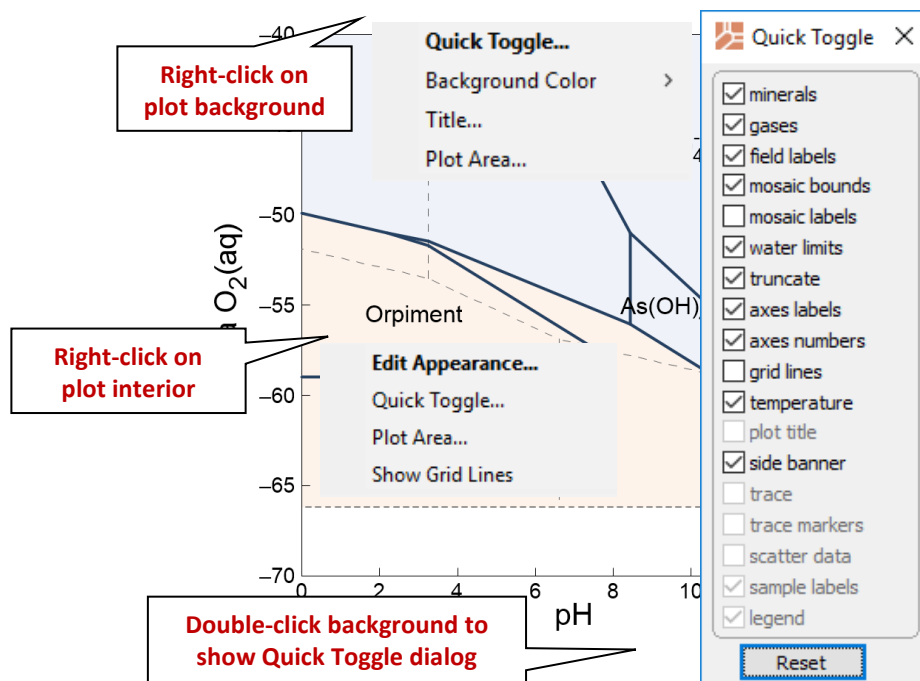 –40
Right-click on
plot background
Quick Toggle...
Background Color
Title...
Plot Area...
4
–50
–55
–60
–65
–70
a O2(aq)
Orpiment
As(OH)
Right-click on
plot interior
Edit Appearance...
Quick Toggle...
Plot Area...
Show Grid Lines
0
2
4
6
8
10
pH
Double-click background to
show Quick Toggle dialog
Quick Toggle
minerals
gases
field labels
mosaic bounds
mosaic labels
water limits
truncate
axes labels
axes numbers
grid lines
temperature
plot title
side banner
trace
trace markers
scatter data
sample labels
legend
Reset